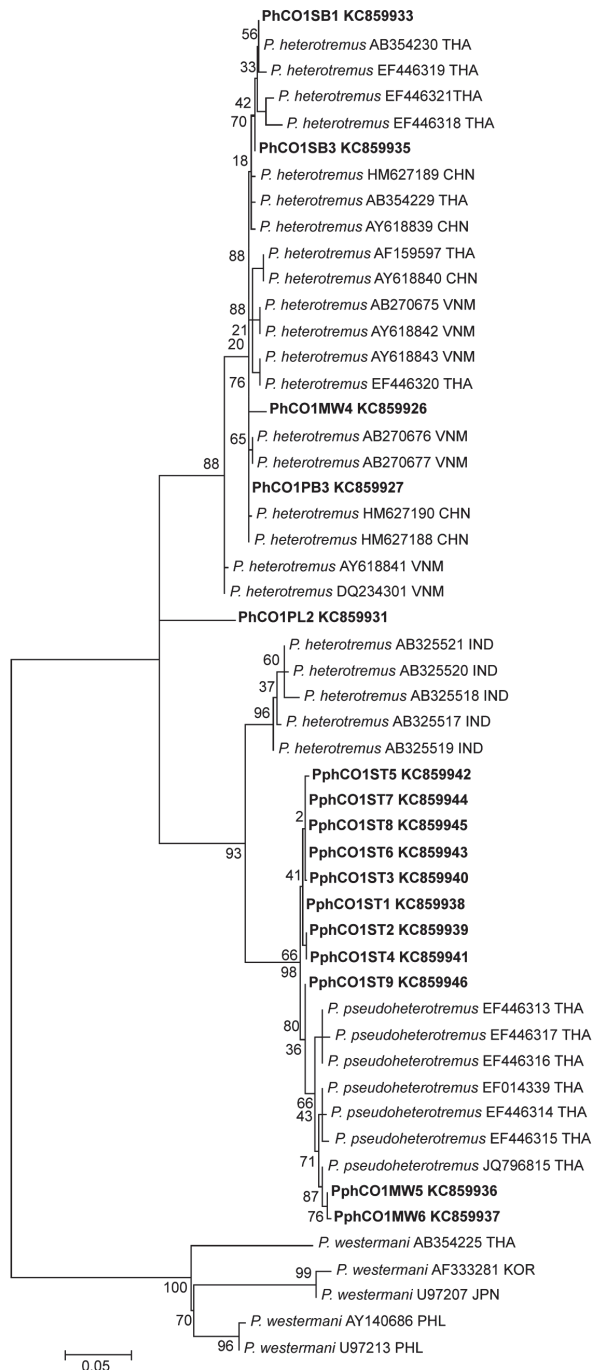 PhCO1SB1 KC859933
56
P. heterotremus AB354230 THA
33
P. heterotremus EF446319 THA
P. heterotremus EF446321THA
42
70
P. heterotremus EF446318 THA
PhCO1SB3 KC859935
18
P. heterotremus HM627189 CHN
P. heterotremus AB354229 THA
P. heterotremus AY618839 CHN
88
P. heterotremus AF159597 THA
P. heterotremus AY618840 CHN
88
P. heterotremus AB270675 VNM
21
P. heterotremus AY618842 VNM
20
P. heterotremus AY618843 VNM
76
P. heterotremus EF446320 THA
PhCO1MW4 KC859926
65
P. heterotremus AB270676 VNM
88
P. heterotremus AB270677 VNM
PhCO1PB3 KC859927
P. heterotremus HM627190 CHN
P. heterotremus HM627188 CHN
P. heterotremus AY618841 VNM
P. heterotremus DQ234301 VNM
PhCO1PL2 KC859931
P. heterotremus AB325521 IND
60
P. heterotremus AB325520 IND
37
P. heterotremus AB325518 IND
96
P. heterotremus AB325517 IND
P. heterotremus AB325519 IND
PphCO1ST5 KC859942
PphCO1ST7 KC859944
2
PphCO1ST8 KC859945
93
PphCO1ST6 KC859943
41
PphCO1ST3 KC859940
PphCO1ST1 KC859938
PphCO1ST2 KC859939
66
PphCO1ST4 KC859941
98
PphCO1ST9 KC859946
P. pseudoheterotremus EF446313 THA
80
P. pseudoheterotremus EF446317 THA
36
P. pseudoheterotremus EF446316 THA
P. pseudoheterotremus EF014339 THA
66
43
P. pseudoheterotremus EF446314 THA
P. pseudoheterotremus EF446315 THA
71
P. pseudoheterotremus JQ796815 THA
87
PphCO1MW5 KC859936
76
PphCO1MW6 KC859937
P. westermani AB354225 THA
99
P. westermani AF333281 KOR
100
P. westermani U97207 JPN
70
P. westermani AY140686 PHL
96
P. westermani U97213 PHL
0.05